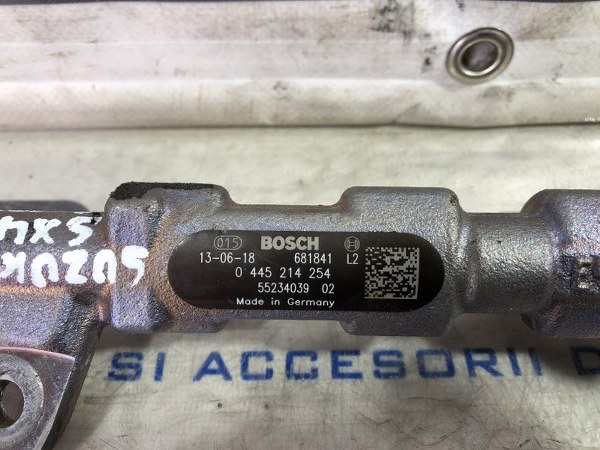 015 BOSCH
13-06-18 681841 L2
0 445 214 254
55234039 02
Made in Germany
SX4
SUZUK
SI ACCESORII D